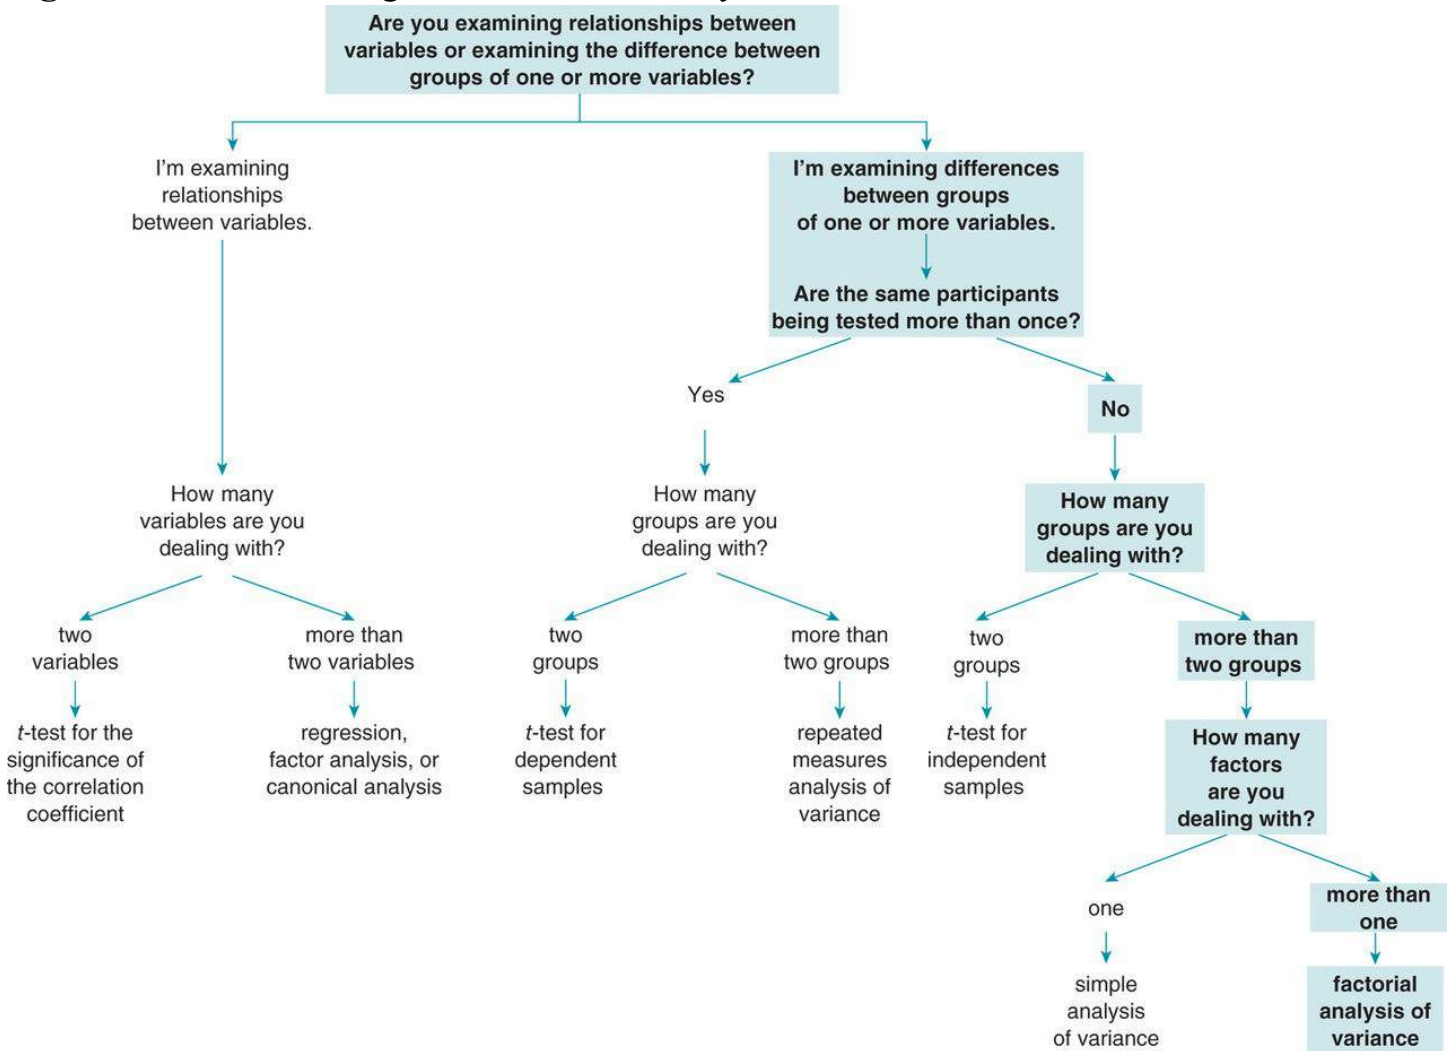 Are you examining relationships between
variables or examining the difference between
groups of one or more variables?
I'm examining
relationships
between variables.
I'm examining differences
between groups
of one or more variables.
Are the same participants
being tested more than once?
Yes
No
How many
variables are you
dealing with?
How many
groups are you
dealing with?
How many
groups are you
dealing with?
two
variables
more than
two variables
two
groups
more than
two groups
two
groups
more than
two groups
t-test for the
significance of
the correlation
coefficient
regression,
factor analysis, or
canonical analysis
t-test for
dependent
samples
repeated
measures
analysis of
variance
t-test for
independent
samples
How many
factors
are you
dealing with?
one
more than
one
simple
analysis
of variance
factorial
analysis of
variance